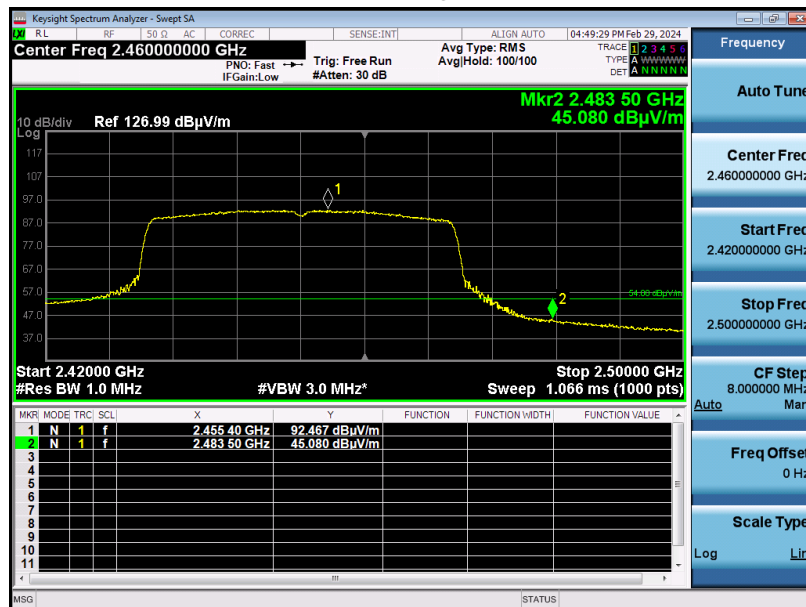 Keysight Spectrum Analyzer - Swept SA
LXI RL RF 50 Ω AC CORREC SENSE:INT ALIGN AUTO 04:49:29 PM Feb 29, 2024
Center Freq 2.460000000 GHz
PNO: Fast
IFGain:Low
Trig: Free Run
#Atten: 30 dB
Avg Type: RMS
Avg|Hold: 100/100
TRACE 1 2 3 4 5 6
TYPE A WWWWW
DET A N N N N N
Mkr2 2.483 50 GHz
45.080 dBµV/m
10 dB/div Ref 126.99 dBµV/m
Log
117
107
97.0
87.0
77.0
67.0
57.0
47.0
37.0
1
2
54.00 dBµV/m
Start 2.42000 GHz Stop 2.50000 GHz
#Res BW 1.0 MHz #VBW 3.0 MHz* Sweep 1.066 ms (1000 pts)
MKR MODE TRC SCL X Y FUNCTION FUNCTION WIDTH FUNCTION VALUE
1 N 1 f 2.455 40 GHz 92.467 dBµV/m
2 N 1 f 2.483 50 GHz 45.080 dBµV/m
3
4
5
6
7
8
9
10
11
MSG STATUS
Frequency
Auto Tune
Center Freq
2.460000000 GHz
Start Freq
2.420000000 GHz
Stop Freq
2.500000000 GHz
CF Step
8.000000 MHz
Auto Man
Freq Offset
0 Hz
Scale Type
Log Lin